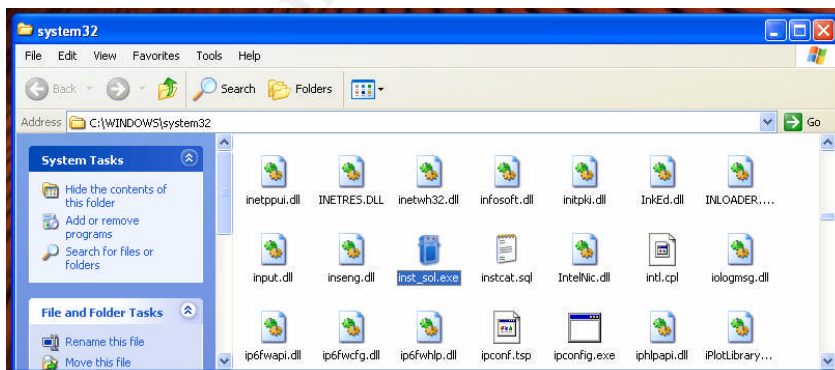 system32
File Edit View Favorites Tools Help
Back Search Folders
Address C:\WINDOWS\system32 Go
System Tasks
Hide the contents of
this folder
Add or remove
programs
Search for files or
folders
File and Folder Tasks
Rename this file
Move this file
inetppui.dll INETRES.DLL inetwh32.dll infosoft.dll initpki.dll InkEd.dll INLOADER....
input.dll inseng.dll inst_sol.exe instcat.sql IntelNic.dll intl.cpl iologmsg.dll
ip6fwapi.dll ip6fwcfg.dll ip6fwhlp.dll ipconf.tsp ipconfig.exe iphlpapi.dll iPlotLibrary...